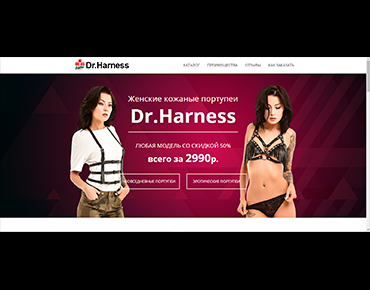 Dr.Harness
КАТАЛОГ ПРЕИМУЩЕСТВА ОТЗЫВЫ КАК ЗАКАЗАТЬ
Женские кожаные портупеи
Dr.Harness
ЛЮБАЯ МОДЕЛЬ СО СКИДКОЙ 50%
всего за 2990р.
ПОВСЕДНЕВНЫЕ ПОРТУПЕИ
ЭРОТИЧЕСКИЕ ПОРТУПЕИ